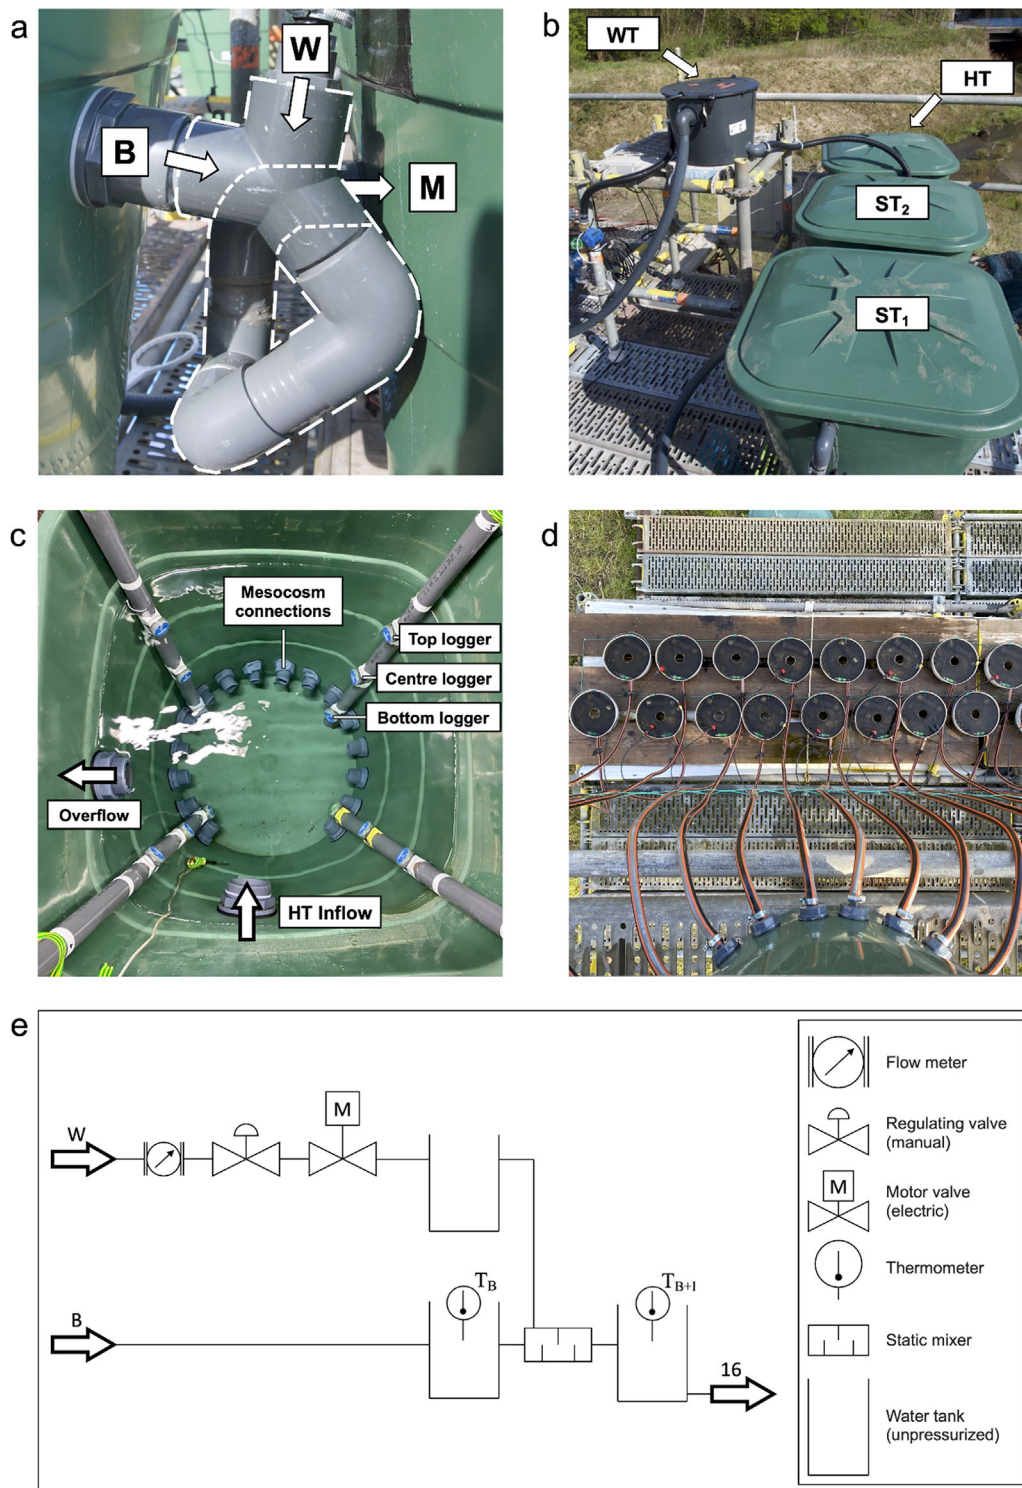 a
W
B
M
b
WT
HT
ST2
ST1
c
Mesocosm
connections
Top logger
Centre logger
Bottom logger
Overflow
HT Inflow
3
d
e
W
M
B
TB
TB+I
16
Flow meter
Regulating valve
(manual)
M
Motor valve
(electric)
Thermometer
Static mixer
Water tank
(unpressurized)